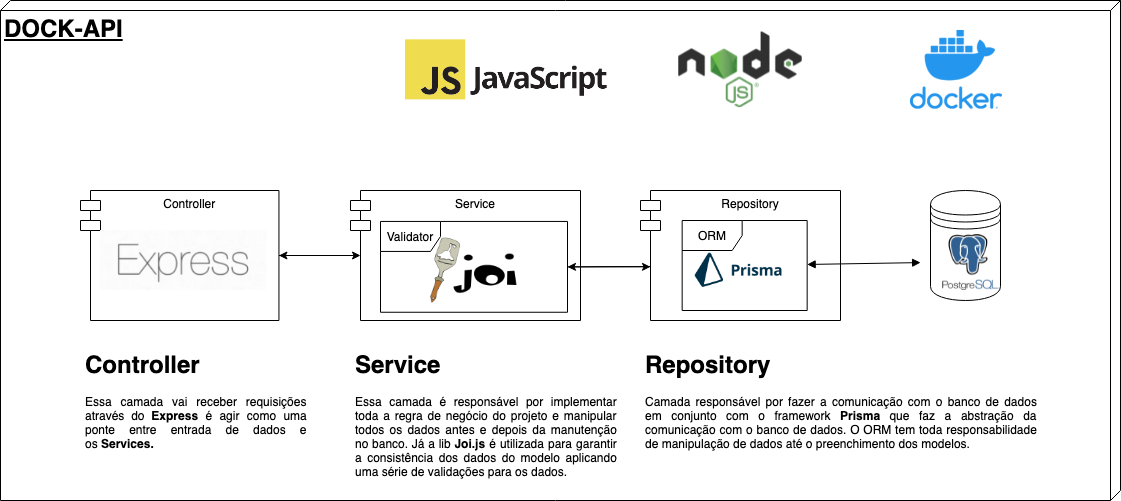 DOCK-API
JS JavaScript
node
JS
docker
Controller
Express
Service
Validator
joi
Repository
ORM
Prisma
PostgreSQL
Controller
Essa camada vai receber requisições
através do Express é agir como uma
ponte entre entrada de dados e
os Services.
Service
Essa camada é responsável por implementar
toda a regra de negócio do projeto e manipular
todos os dados antes e depois da manutenção
no banco. Já a lib Joi.js é utilizada para garantir
a consistência dos dados do modelo aplicando
uma série de validações para os dados.
Repository
Camada responsável por fazer a comunicação com o banco de dados
em conjunto com o framework Prisma que faz a abstração da
comunicação com o banco de dados. O ORM tem toda responsabilidade
de manipulação de dados até o preenchimento dos modelos.